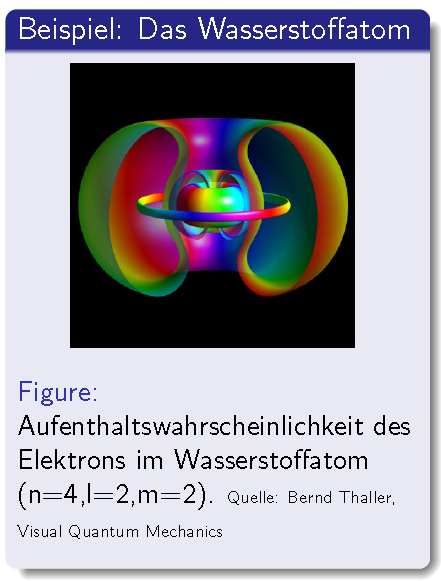 Beispiel: Das Wasserstoffatom
Figure:
Aufenthaltswahrscheinlichkeit des
Elektrons im Wasserstoffatom
(n=4,l=2,m=2). Quelle: Bernd Thaller,
Visual Quantum Mechanics